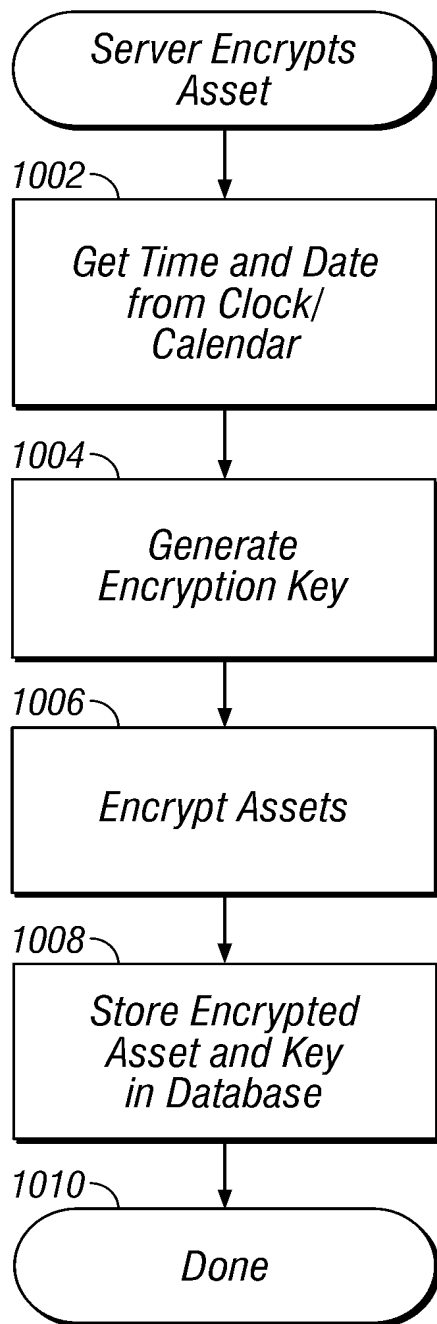 Server Encrypts
Asset
1002
Get Time and Date
from Clock/
Calendar
1004
Generate
Encryption Key
1006
Encrypt Assets
1008
Store Encrypted
Asset and Key
in Database
1010
Done